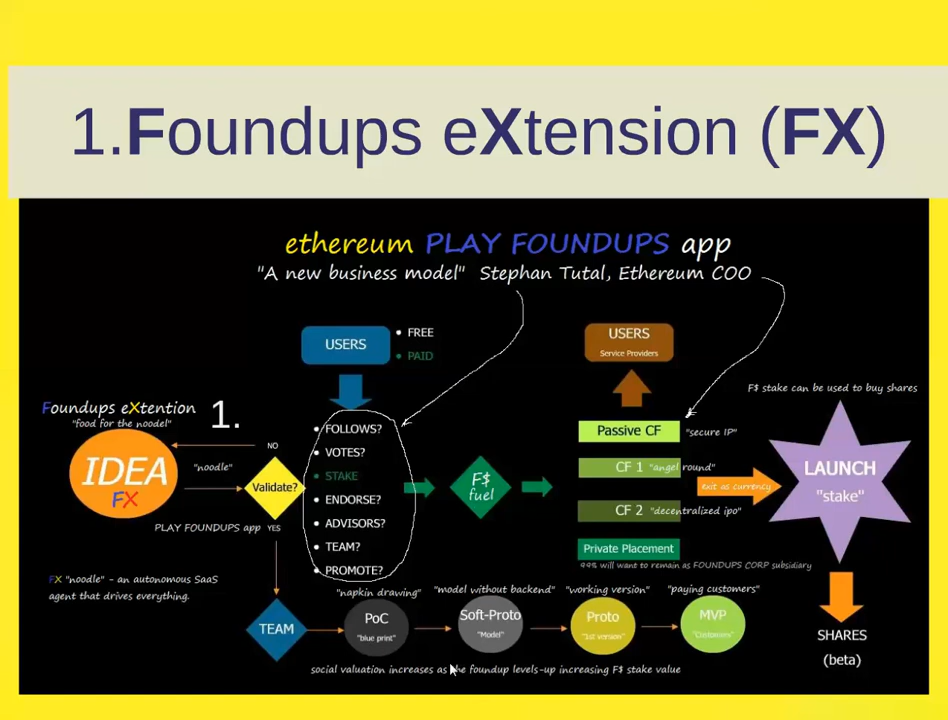 1.Foundups eXtension (FX)
ethereum PLAY FOUNDUPS app
"A new business model" Stephan Tutal, Ethereum COO
USERS
FREE
PAID
USERS
Service Providers
F$ stake can be used to buy shares
Foundups eXtention
"food for the noodel"
1.
IDEA
FX
"noodle"
NO
Validate?
YES
PLAY FOUNDUPS app
FOLLOWS?
VOTES?
STAKE
ENDORSE?
ADVISORS?
TEAM?
PROMOTE?
F$
fuel
Passive CF "secure IP"
CF 1 "angel round"
CF 2 "decentralized ipo"
Private Placement
99% will want to remain as FOUNDUPS CORP subsidiary
exit as currency
LAUNCH
"stake"
FX "noodle" - an autonomous SaaS
agent that drives everything.
TEAM
"napkin drawing"
PoC
"blue print"
"model without backend"
Soft-Proto
"Model"
"working version"
Proto
"1st version"
"paying customers"
MVP
"Customers"
SHARES
(beta)
social valuation increases as the foundup levels-up increasing F$ stake value